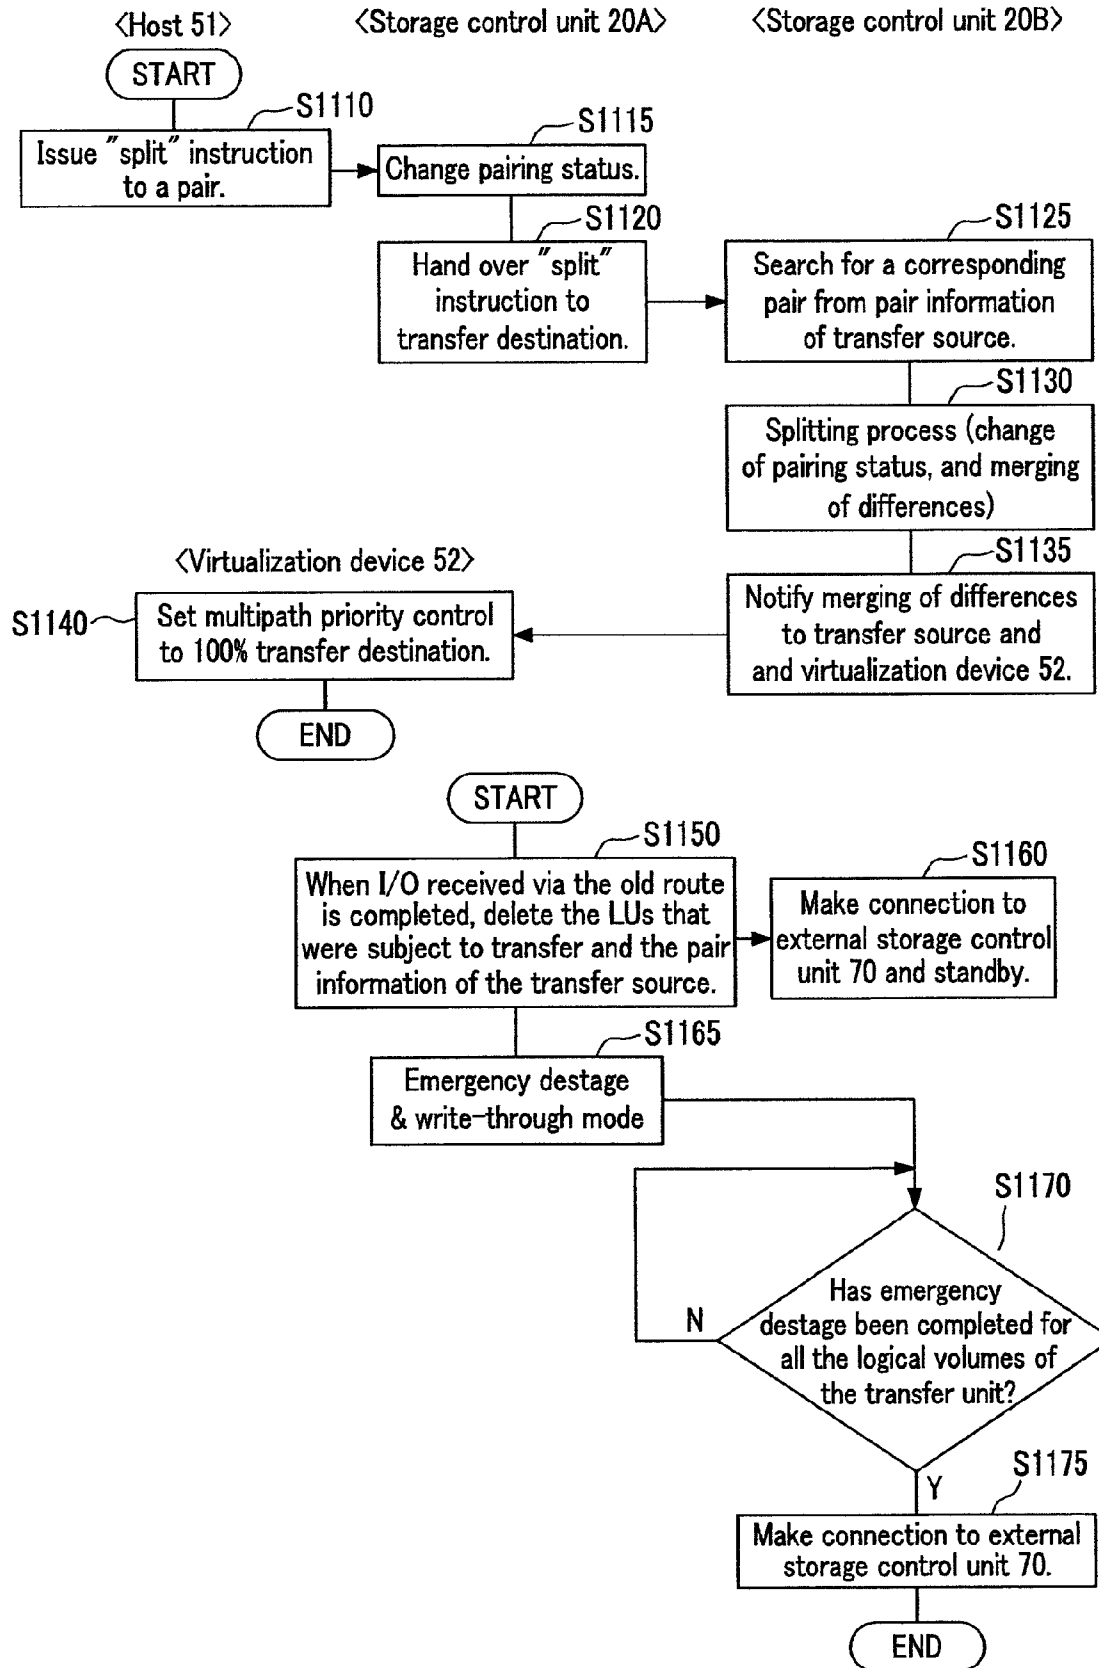 <Host 51>
<Storage control unit 20A>
<Storage control unit 20B>
START
S1110
Issue "split" instruction
to a pair.
S1115
Change pairing status.
S1120
Hand over "split"
instruction to
transfer destination.
S1125
Search for a corresponding
pair from pair information
of transfer source.
S1130
Splitting process (change
of pairing status, and merging
of differences)
S1135
Notify merging of differences
to transfer source and
and virtualization device 52.
<Virtualization device 52>
S1140
Set multipath priority control
to 100% transfer destination.
END
START
S1150
When I/O received via the old route
is completed, delete the LUs that
were subject to transfer and the pair
information of the transfer source.
S1160
Make connection to
external storage control
unit 70 and standby.
S1165
Emergency destage
& write-through mode
S1170
Has emergency
destage been completed for
all the logical volumes of
the transfer unit?
N
Y
S1175
Make connection to external
storage control unit 70.
END